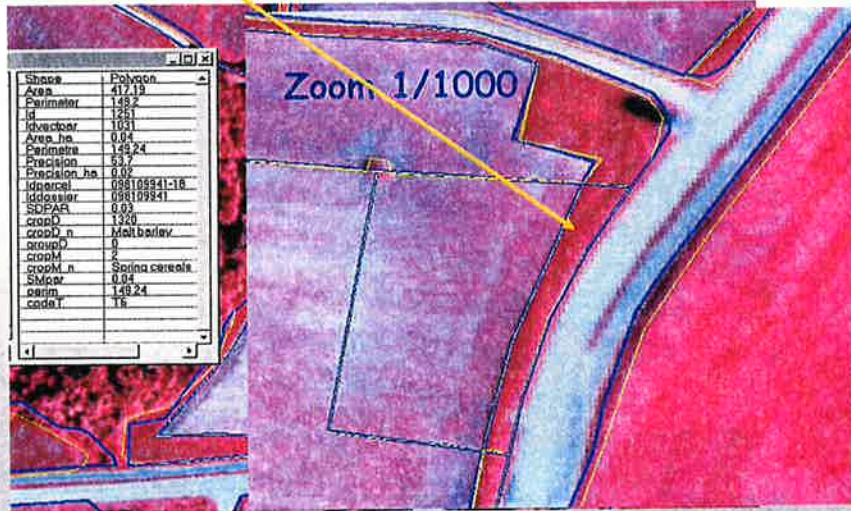 Shape Polygon
Area 417.19
Perimeter 149.2
Id 1251
Idvectpar 1031
Area_ha 0.04
Perimetre 149.24
Precision 53.7
Precision_ha 0.02
Idparcel 098109941-18
Iddossier 098109941
SDPAR 0.03
cropD 1320
cropD_n Malt barley
groupD 0
cropM 2
cropM_n Spring cereals
SMpar 0.04
perim 149.24
codeT T6
Zoom 1/1000